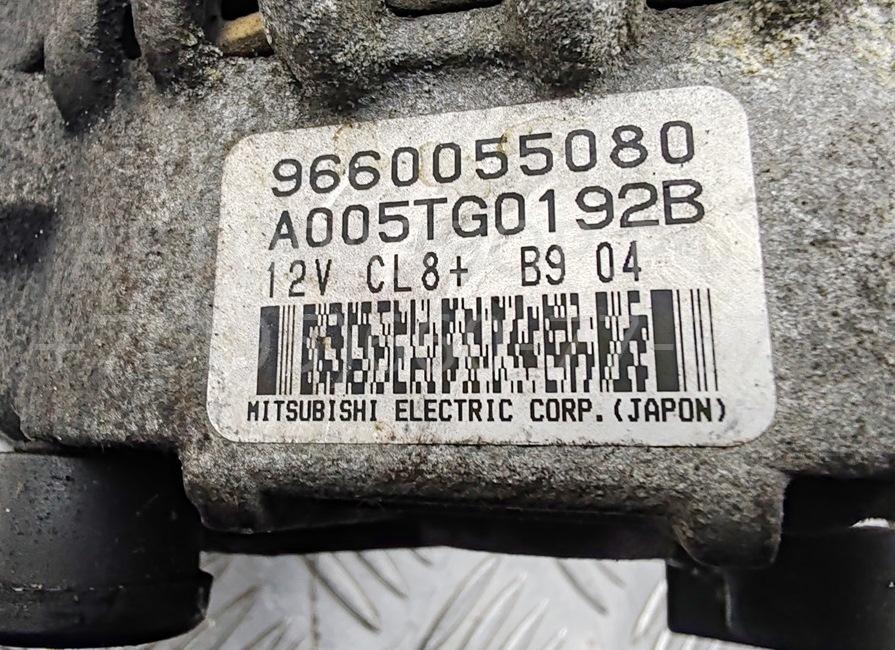 9660055080
A005TG0192B
12V CL8+ B9 04
MITSUBISHI ELECTRIC CORP.(JAPON)